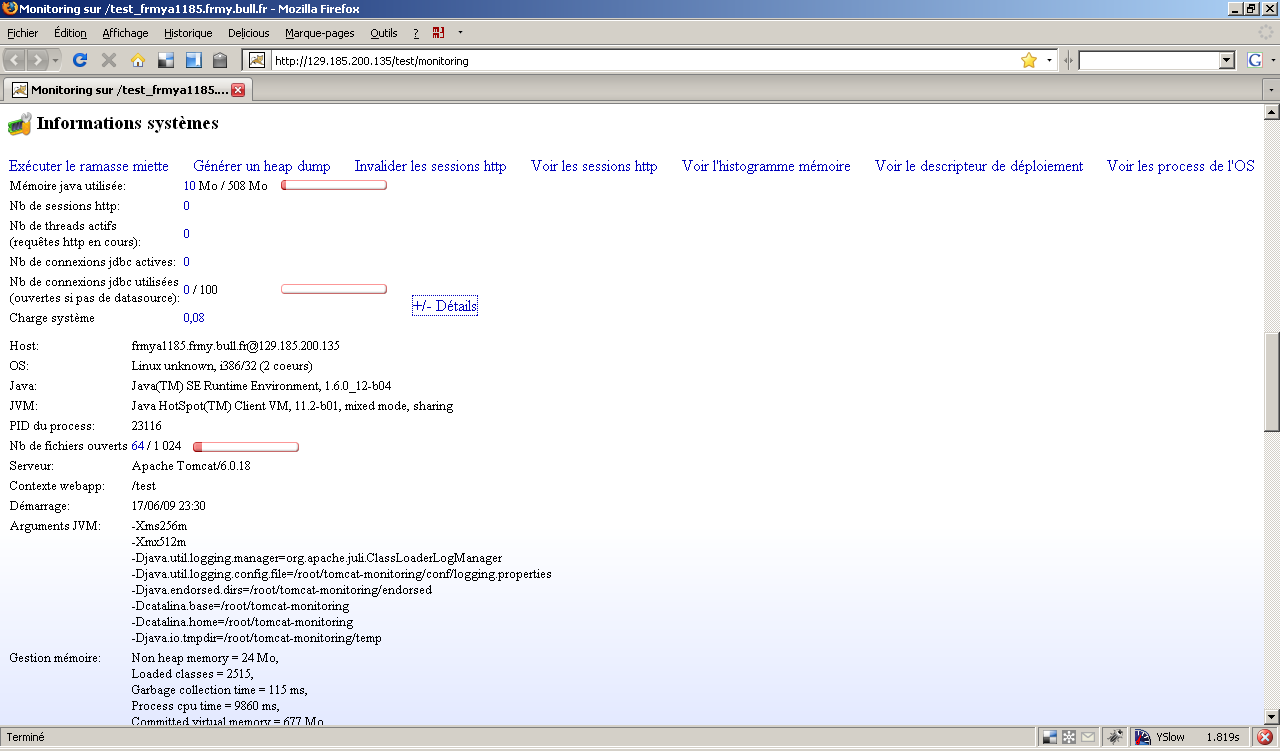 Monitoring sur /test_frmya1185.frmy.bull.fr - Mozilla Firefox
Fichier Édition Affichage Historique Delicious Marque-pages Outils ?
http://129.185.200.135/test/monitoring
G
Monitoring sur /test_frmya1185....
Informations systèmes
Exécuter le ramasse miette Générer un heap dump Invalider les sessions http Voir les sessions http Voir l'histogramme mémoire Voir le descripteur de déploiement Voir les process de l'OS
Mémoire java utilisée: 10 Mo / 508 Mo
Nb de sessions http: 0
Nb de threads actifs
(requêtes http en cours): 0
Nb de connexions jdbc actives: 0
Nb de connexions jdbc utilisées
(ouvertes si pas de datasource): 0 / 100
+/- Détails
Charge système 0,08
Host: frmya1185.frmy.bull.fr@129.185.200.135
OS: Linux unknown, i386/32 (2 coeurs)
Java: Java(TM) SE Runtime Environment, 1.6.0_12-b04
JVM: Java HotSpot(TM) Client VM, 11.2-b01, mixed mode, sharing
PID du process: 23116
Nb de fichiers ouverts 64 / 1 024
Serveur: Apache Tomcat/6.0.18
Contexte webapp: /test
Démarrage: 17/06/09 23:30
Arguments JVM: -Xms256m
-Xmx512m
-Djava.util.logging.manager=org.apache.juli.ClassLoaderLogManager
-Djava.util.logging.config.file=/root/tomcat-monitoring/conf/logging.properties
-Djava.endorsed.dirs=/root/tomcat-monitoring/endorsed
-Dcatalina.base=/root/tomcat-monitoring
-Dcatalina.home=/root/tomcat-monitoring
-Djava.io.tmpdir=/root/tomcat-monitoring/temp
Gestion mémoire: Non heap memory = 24 Mo,
Loaded classes = 2515,
Garbage collection time = 115 ms,
Process cpu time = 9860 ms,
Committed virtual memory = 677 Mo
Terminé YSlow 1.819s